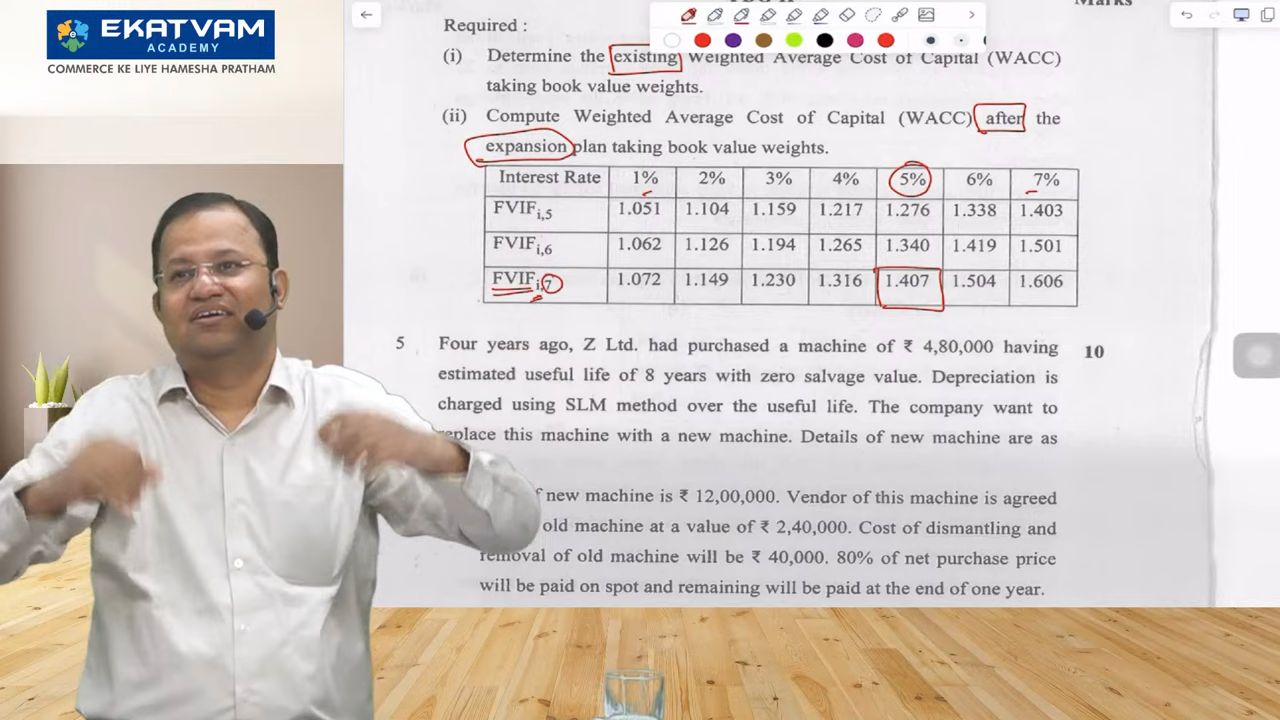 EKATVAM
ACADEMY
COMMERCE KE LIYE HAMESHA PRATHAM
Marks
Required :
(i) Determine the existing Weighted Average Cost of Capital (WACC)
taking book value weights.
(ii) Compute Weighted Average Cost of Capital (WACC) after the
expansion plan taking book value weights.
Interest Rate 1% 2% 3% 4% 5% 6% 7%
FVIFi,5 1.051 1.104 1.159 1.217 1.276 1.338 1.403
FVIFi,6 1.062 1.126 1.194 1.265 1.340 1.419 1.501
FVIFi,7 1.072 1.149 1.230 1.316 1.407 1.504 1.606
5 Four years ago, Z Ltd. had purchased a machine of ₹ 4,80,000 having 10
estimated useful life of 8 years with zero salvage value. Depreciation is
charged using SLM method over the useful life. The company want to
this machine with a new machine. Details of new machine are as
new machine is ₹ 12,00,000. Vendor of this machine is agreed
old machine at a value of ₹ 2,40,000. Cost of dismantling and
removal of old machine will be ₹ 40,000. 80% of net purchase price
will be paid on spot and remaining will be paid at the end of one year.